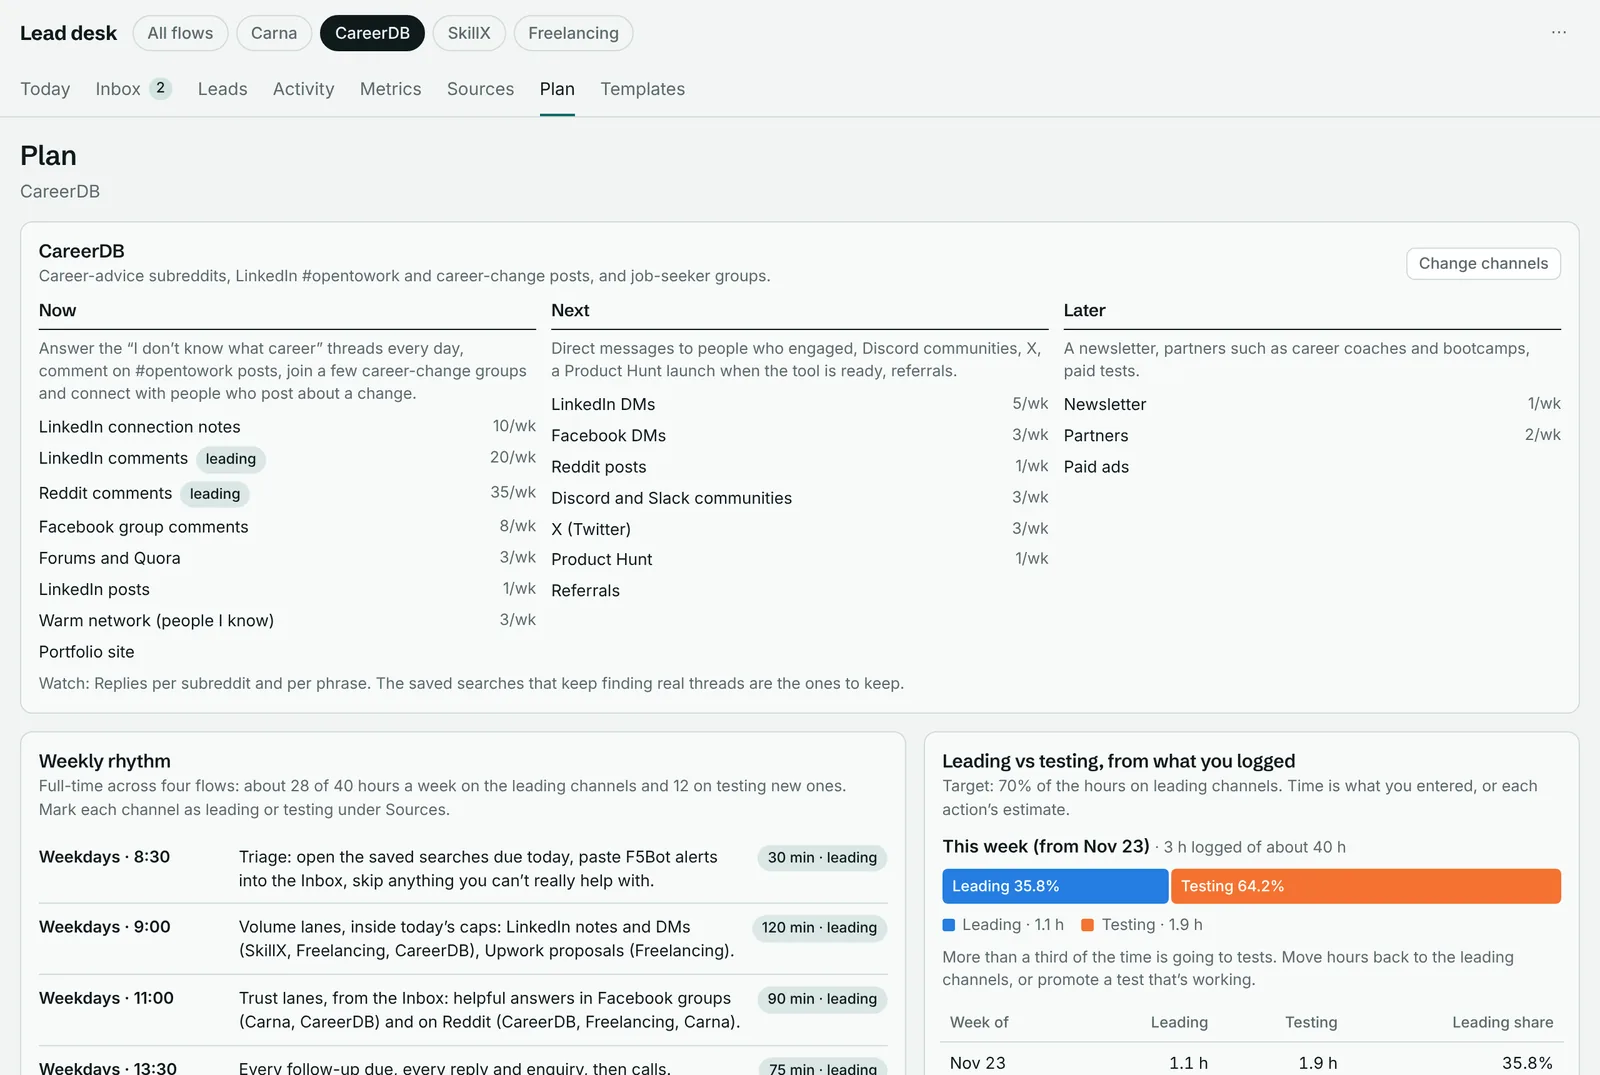 Lead desk
All flows
Carna
CareerDB
SkillX
Freelancing
...
Today
Inbox 2
Leads
Activity
Metrics
Sources
Plan
Templates
Plan
CareerDB
CareerDB
Career-advice subreddits, LinkedIn #opentowork and career-change posts, and job-seeker groups.
Change channels
Now
Answer the “I don’t know what career” threads every day,
comment on #opentowork posts, join a few career-change groups
and connect with people who post about a change.
LinkedIn connection notes 10/wk
LinkedIn comments leading 20/wk
Reddit comments leading 35/wk
Facebook group comments 8/wk
Forums and Quora 3/wk
LinkedIn posts 1/wk
Warm network (people I know) 3/wk
Portfolio site
Next
Direct messages to people who engaged, Discord communities, X,
a Product Hunt launch when the tool is ready, referrals.
LinkedIn DMs 5/wk
Facebook DMs 3/wk
Reddit posts 1/wk
Discord and Slack communities 3/wk
X (Twitter) 3/wk
Product Hunt 1/wk
Referrals
Later
A newsletter, partners such as career coaches and bootcamps,
paid tests.
Newsletter 1/wk
Partners 2/wk
Paid ads
Watch: Replies per subreddit and per phrase. The saved searches that keep finding real threads are the ones to keep.
Weekly rhythm
Full-time across four flows: about 28 of 40 hours a week on the leading channels and 12 on testing new ones.
Mark each channel as leading or testing under Sources.
Weekdays · 8:30
Triage: open the saved searches due today, paste F5Bot alerts
into the Inbox, skip anything you can’t really help with.
30 min · leading
Weekdays · 9:00
Volume lanes, inside today’s caps: LinkedIn notes and DMs
(SkillX, Freelancing, CareerDB), Upwork proposals (Freelancing).
120 min · leading
Weekdays · 11:00
Trust lanes, from the Inbox: helpful answers in Facebook groups
(Carna, CareerDB) and on Reddit (CareerDB, Freelancing, Carna).
90 min · leading
Weekdays · 13:30
Every follow-up due, every reply and enquiry, then calls.
75 min · leading
Leading vs testing, from what you logged
Target: 70% of the hours on leading channels. Time is what you entered, or each
action’s estimate.
This week (from Nov 23) · 3 h logged of about 40 h
Leading 35.8%
Testing 64.2%
Leading · 1.1 h
Testing · 1.9 h
More than a third of the time is going to tests. Move hours back to the leading
channels, or promote a test that’s working.
Week of Leading Testing Leading share
Nov 23 1.1 h 1.9 h 35.8%